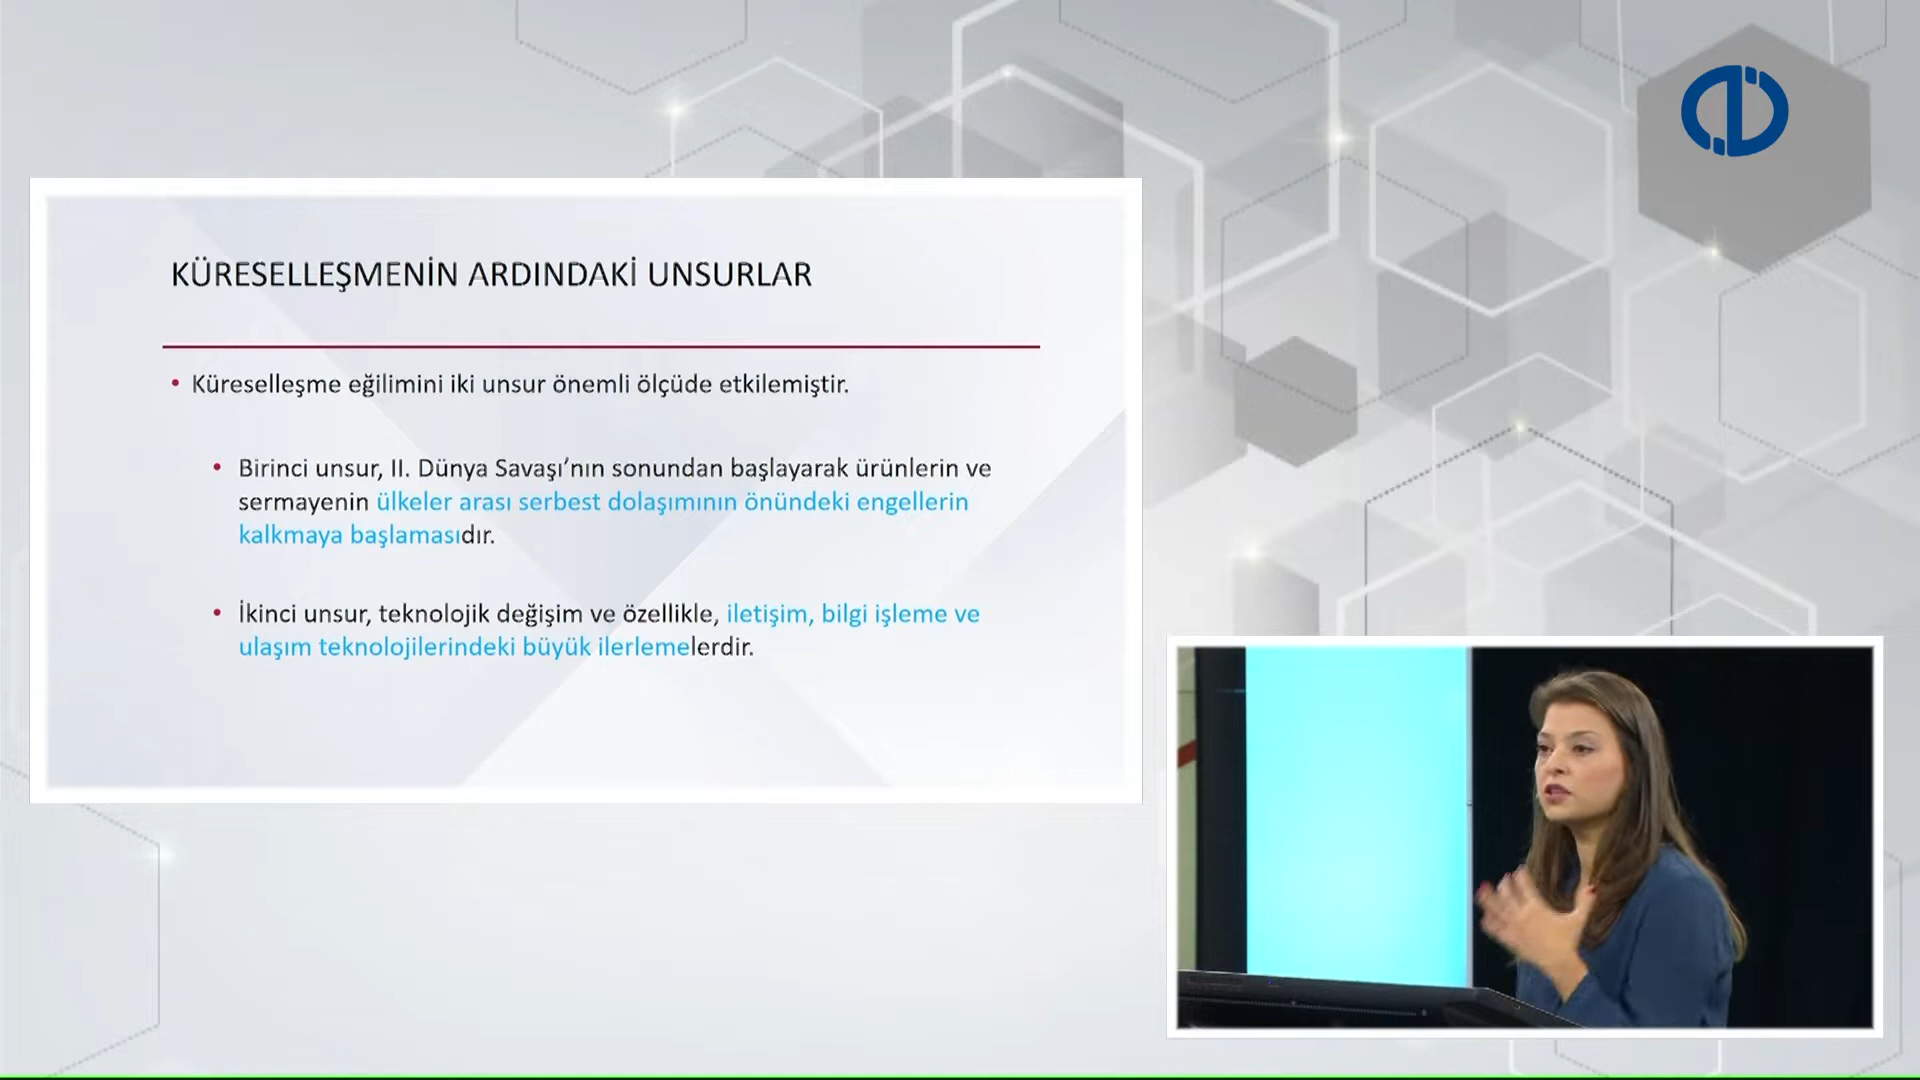 KÜRESELLEŞMENİN ARDINDAKİ UNSURLAR
• Küreselleşme eğilimini iki unsur önemli ölçüde etkilemiştir.
• Birinci unsur, II. Dünya Savaşı’nın sonundan başlayarak ürünlerin ve
sermayenin ülkeler arası serbest dolaşımının önündeki engellerin
kalkmaya başlamasıdır.
• İkinci unsur, teknolojik değişim ve özellikle, iletişim, bilgi işleme ve
ulaşım teknolojilerindeki büyük ilerlemelerdir.